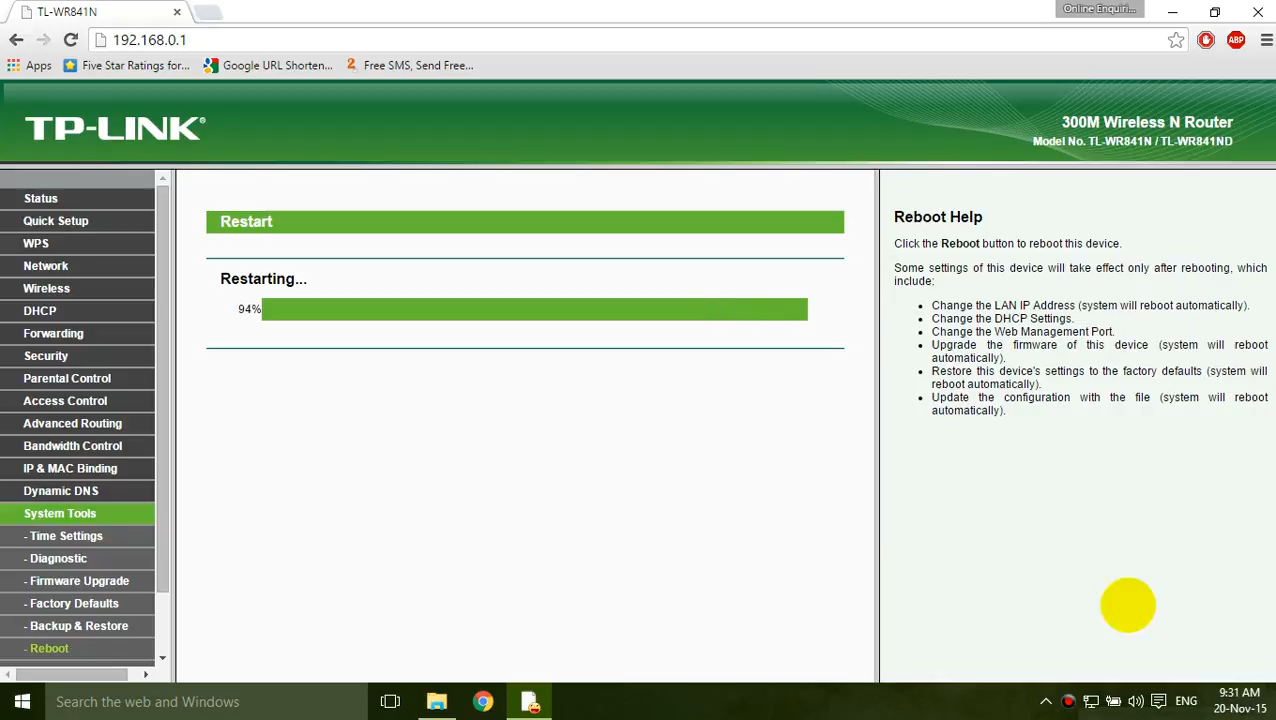 TL-WR841N
Online Enquiri...
192.168.0.1
ABP
Apps
Five Star Ratings for...
Google URL Shorten...
Free SMS, Send Free...
TP-LINK®
300M Wireless N Router
Model No. TL-WR841N / TL-WR841ND
Status
Quick Setup
WPS
Network
Wireless
DHCP
Forwarding
Security
Parental Control
Access Control
Advanced Routing
Bandwidth Control
IP & MAC Binding
Dynamic DNS
System Tools
- Time Settings
- Diagnostic
- Firmware Upgrade
- Factory Defaults
- Backup & Restore
- Reboot
Restart
Restarting...
94%
Reboot Help
Click the Reboot button to reboot this device.
Some settings of this device will take effect only after rebooting, which
include:
• Change the LAN IP Address (system will reboot automatically).
• Change the DHCP Settings.
• Change the Web Management Port.
• Upgrade the firmware of this device (system will reboot
automatically).
• Restore this device's settings to the factory defaults (system will
reboot automatically).
• Update the configuration with the file (system will reboot
automatically).
Search the web and Windows
ENG
9:31 AM
20-Nov-15